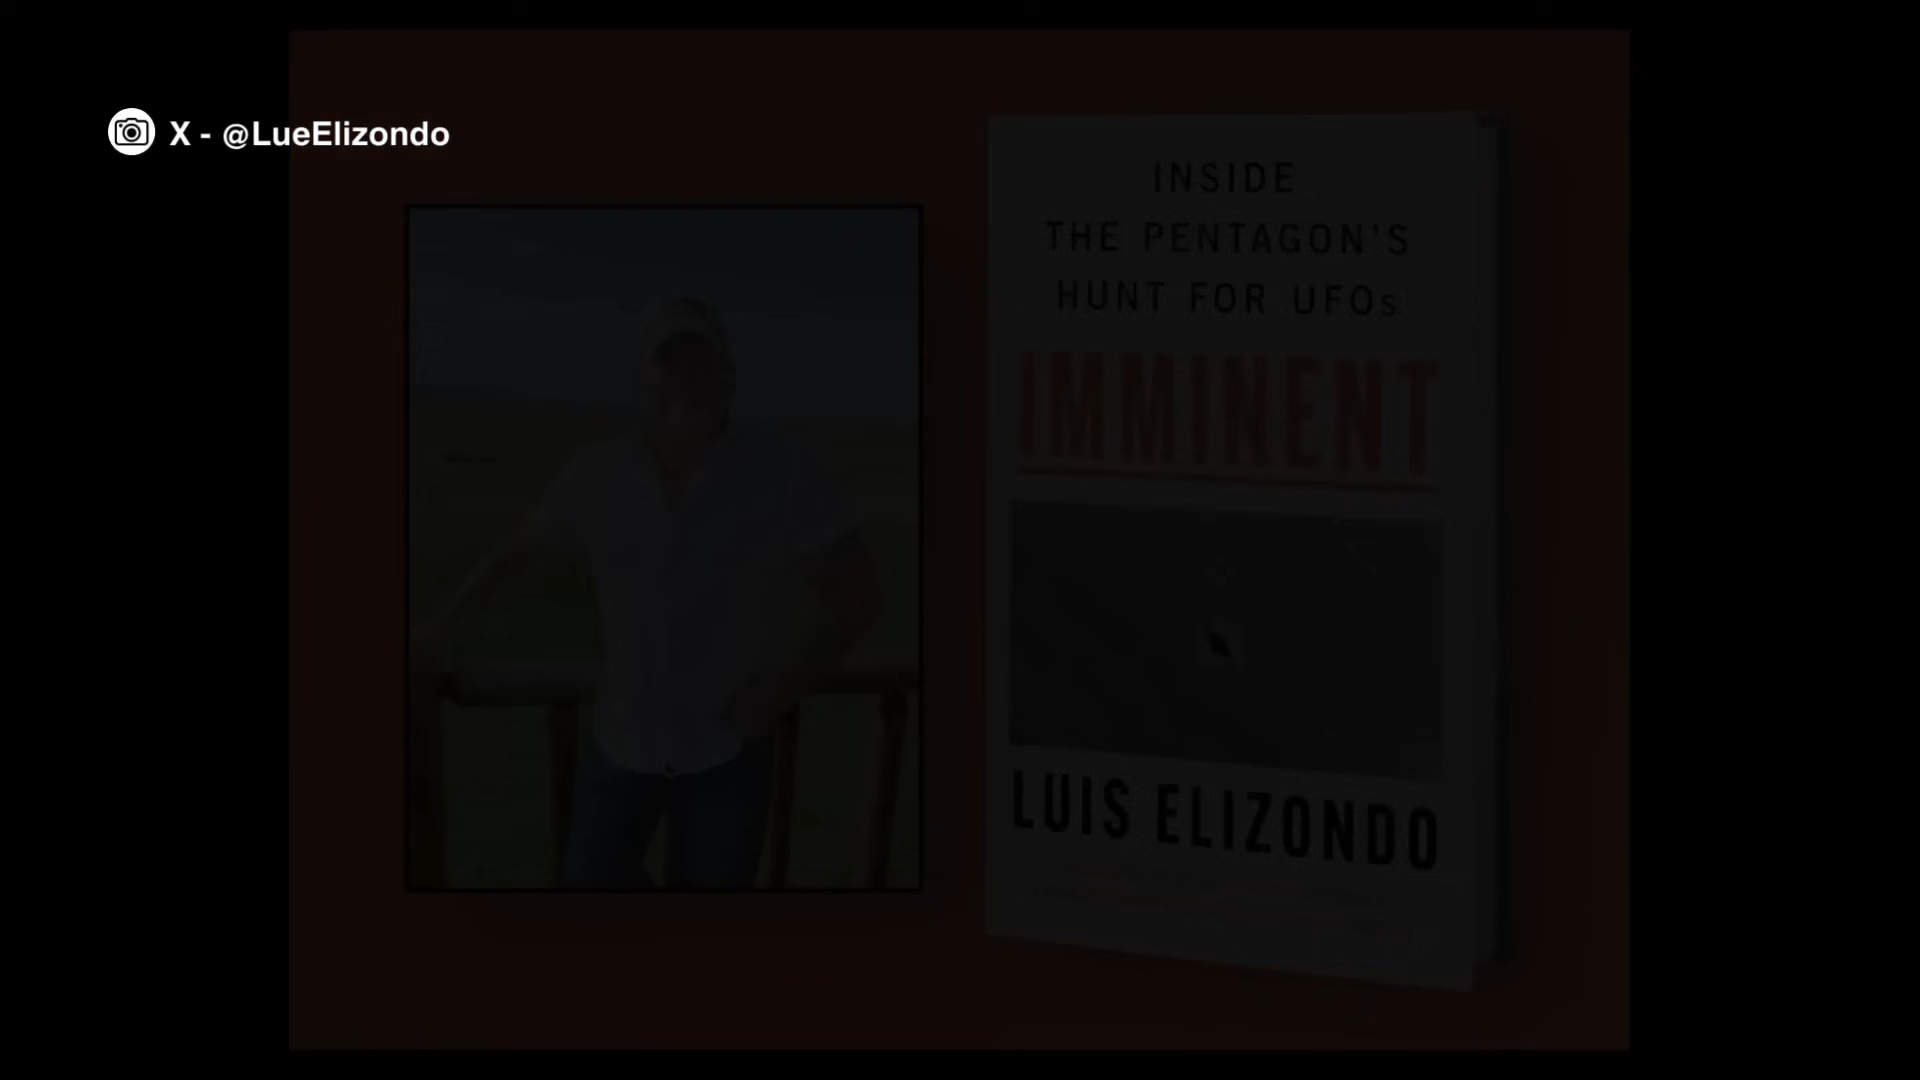 X - @LueElizondo
INSIDE
THE PENTAGON'S
HUNT FOR UFOs
IMMINENT
LUIS ELIZONDO